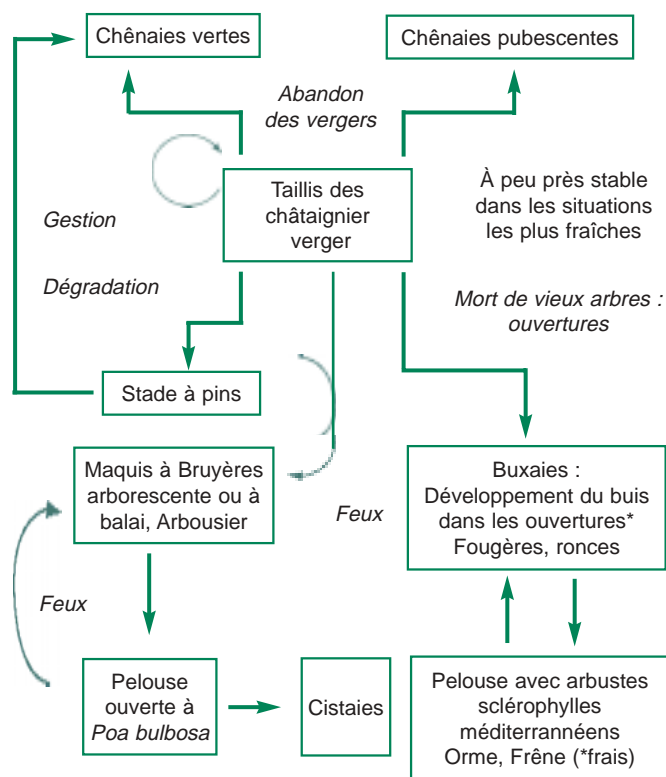 Chênaies vertes
Chênaies pubescentes
Abandon
des vergers
Taillis des
châtaignier
verger
À peu près stable
dans les situations
les plus fraîches
Gestion
Dégradation
Mort de vieux arbres :
ouvertures
Stade à pins
Maquis à Bruyères
arborescente ou à
balai, Arbousier
Feux
Buxaies :
Développement du buis
dans les ouvertures*
Fougères, ronces
Feux
Pelouse
ouverte à
Poa bulbosa
Cistaies
Pelouse avec arbustes
sclérophylles
méditerrannéens
Orme, Frêne (*frais)